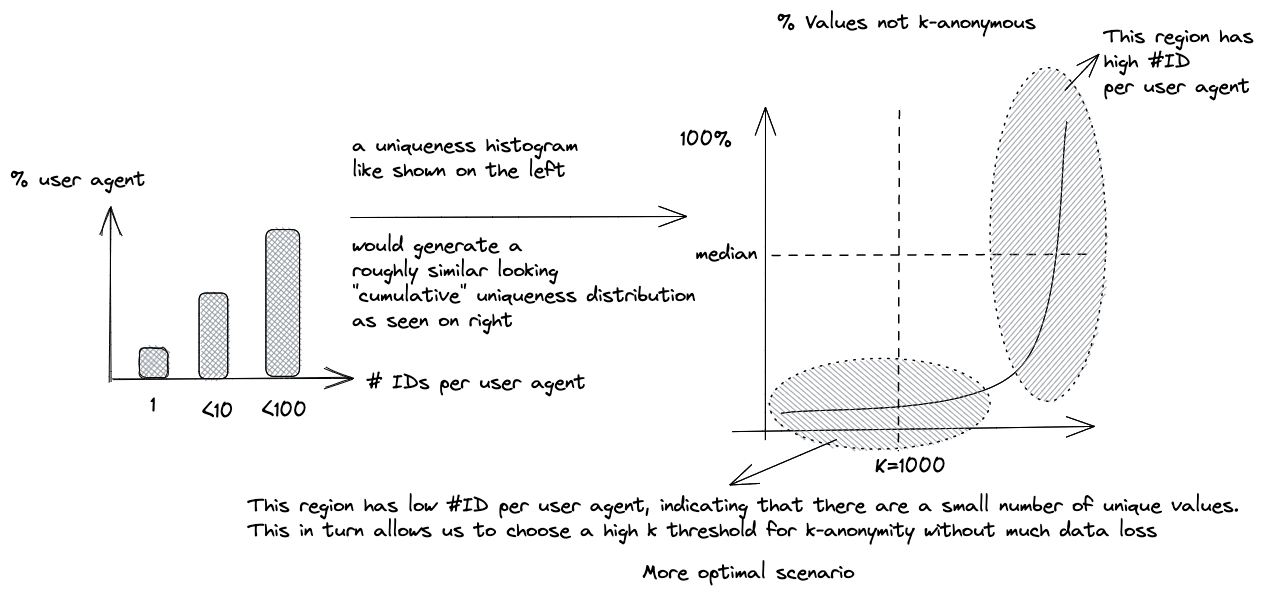 % Values not k-anonymous
This region has
high #ID
per user agent
100%
a uniqueness histogram
like shown on the left
% user agent
would generate a
roughly similar looking
"cumulative" uniqueness distribution
as seen on right
median
# IDs per user agent
1
<10
<100
K=1000
This region has low #ID per user agent, indicating that there are a small number of unique values.
This in turn allows us to choose a high k threshold for k-anonymity without much data loss
More optimal scenario